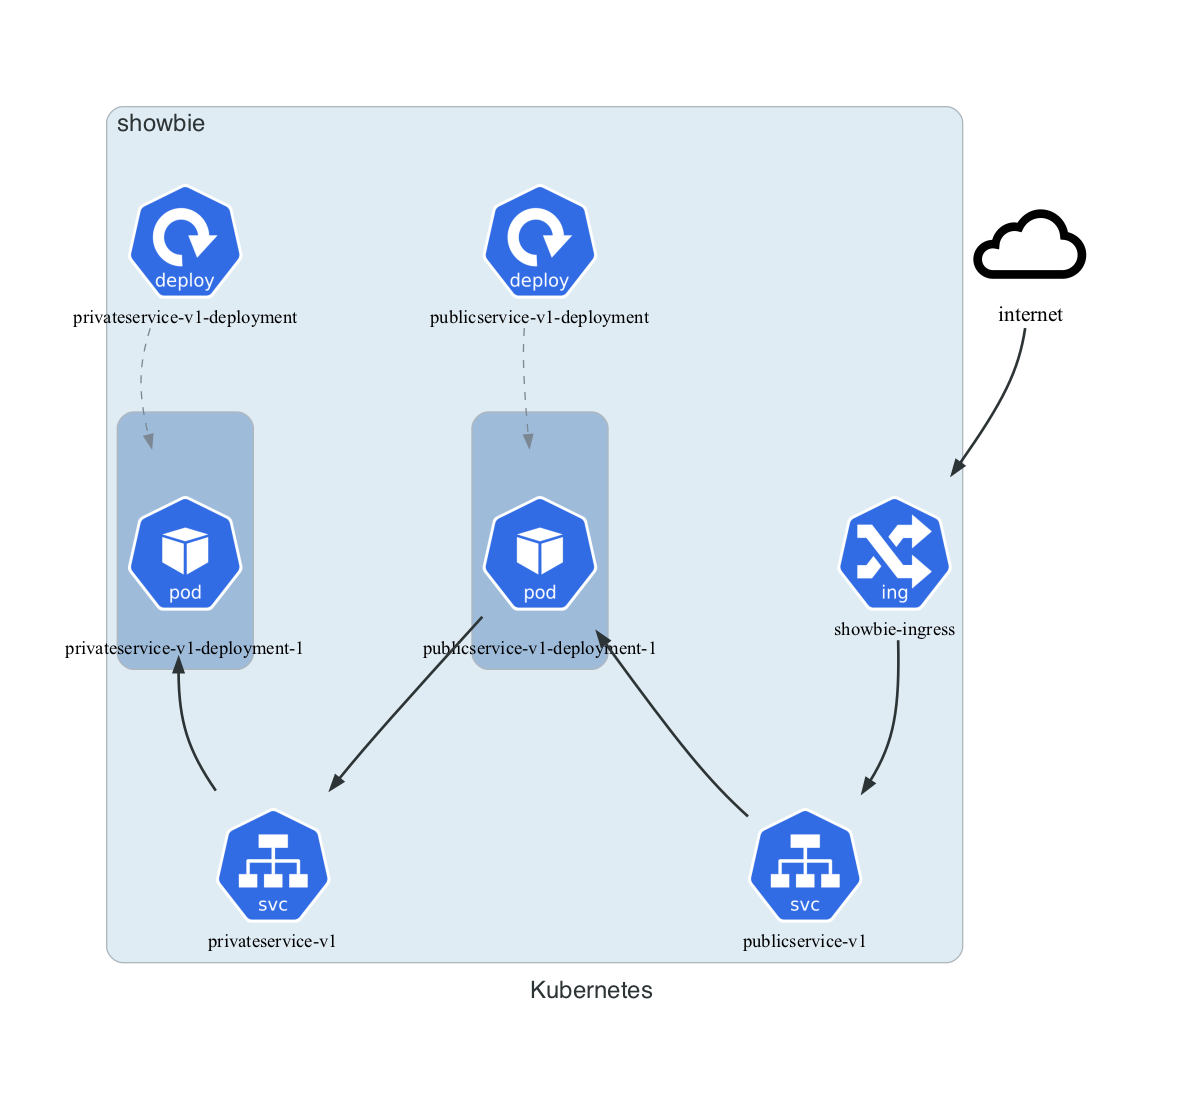 showbie
deploy
privateservice-v1-deployment
deploy
publicservice-v1-deployment
internet
pod
privateservice-v1-deployment-1
pod
publicservice-v1-deployment-1
ing
showbie-ingress
svc
privateservice-v1
svc
publicservice-v1
Kubernetes